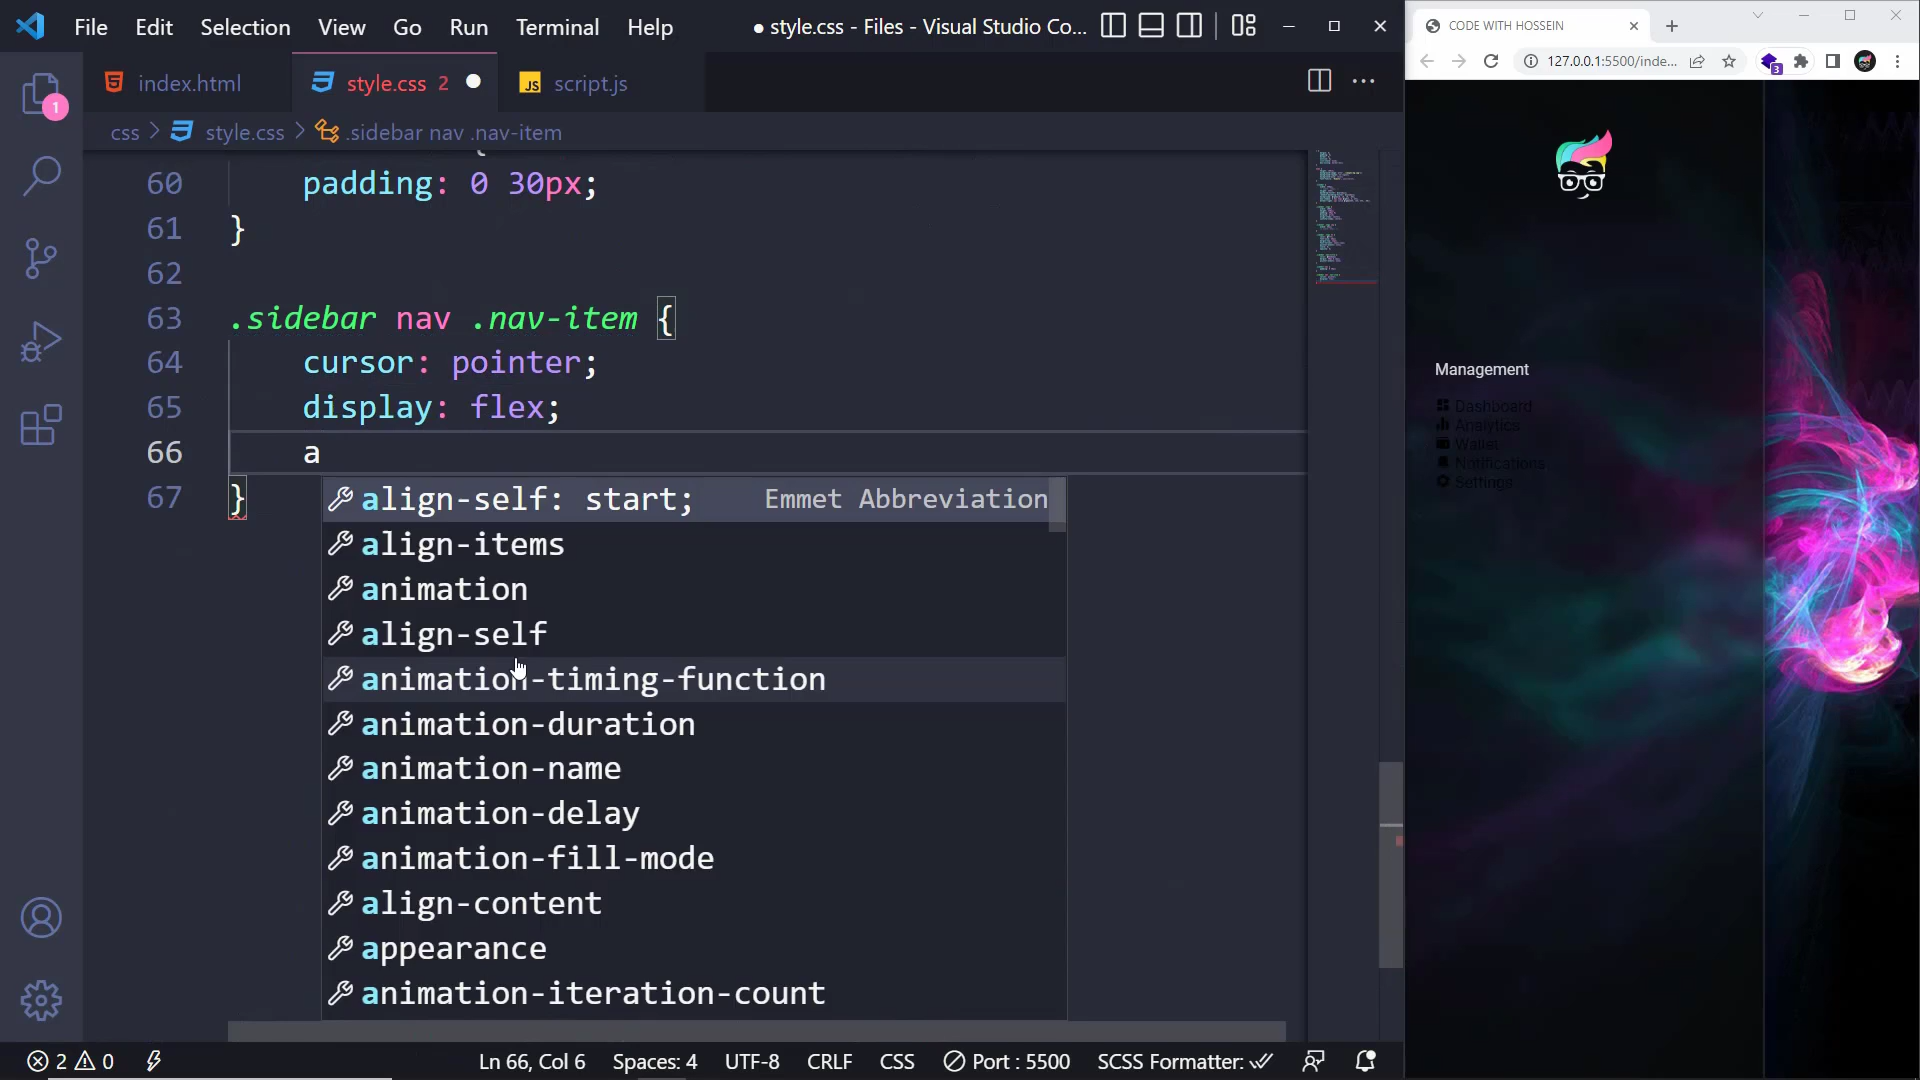 File Edit Selection View Go Run Terminal Help
● style.css - Files - Visual Studio Co...
index.html
style.css 2
JS script.js
css > style.css > .sidebar nav .nav-item
60 padding: 0 30px;
61 }
62
63 .sidebar nav .nav-item {
64 cursor: pointer;
65 display: flex;
66 a
67 }
align-self: start; Emmet Abbreviation
align-items
animation
align-self
animation-timing-function
animation-duration
animation-name
animation-delay
animation-fill-mode
align-content
appearance
animation-iteration-count
1
2 0 Ln 66, Col 6 Spaces: 4 UTF-8 CRLF CSS Port : 5500 SCSS Formatter:
CODE WITH HOSSEIN
127.0.0.1:5500/inde...
3
Management
Dashboard
Analytics
Wallet
Notifications
Settings